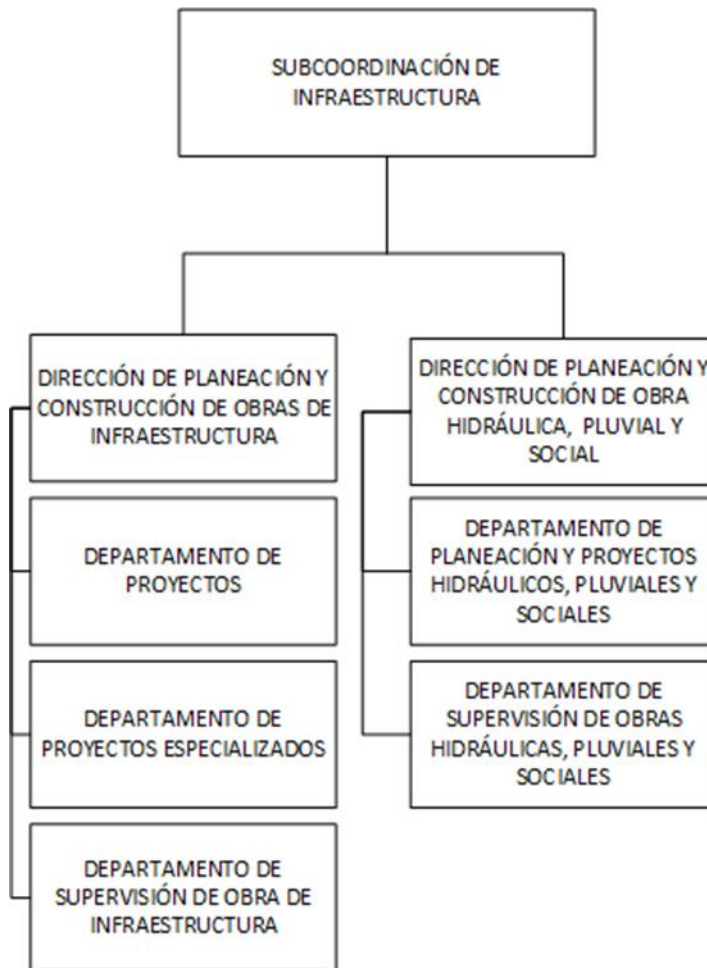 SUBCOORDINACIÓN DE
INFRAESTRUCTURA
DIRECCIÓN DE PLANEACIÓN Y
CONSTRUCCIÓN DE OBRAS DE
INFRAESTRUCTURA
DEPARTAMENTO DE
PROYECTOS
DEPARTAMENTO DE
PROYECTOS ESPECIALIZADOS
DEPARTAMENTO DE
SUPERVISIÓN DE OBRA DE
INFRAESTRUCTURA
DIRECCIÓN DE PLANEACIÓN Y
CONSTRUCCIÓN DE OBRA
HIDRÁULICA, PLUVIAL Y
SOCIAL
DEPARTAMENTO DE
PLANEACIÓN Y PROYECTOS
HIDRÁULICOS, PLUVIALES Y
SOCIALES
DEPARTAMENTO DE
SUPERVISIÓN DE OBRAS
HIDRÁULICAS, PLUVIALES Y
SOCIALES